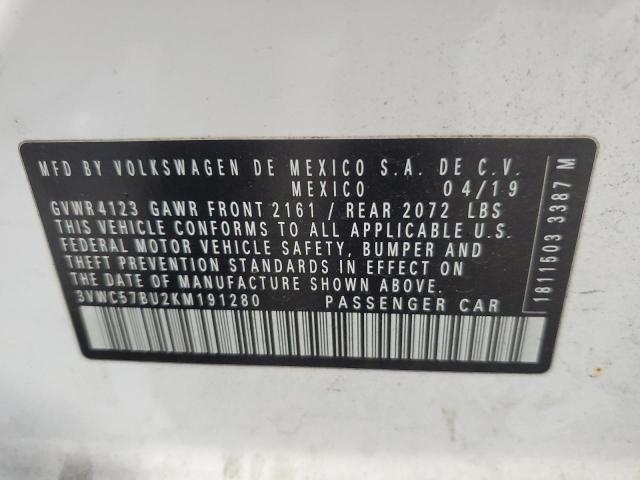 MFD BY VOLKSWAGEN DE MEXICO S.A. DE C.V.
MEXICO 04/19
GVWR4123 GAWR FRONT 2161 / REAR 2072 LBS
THIS VEHICLE CONFORMS TO ALL APPLICABLE U.S.
FEDERAL MOTOR VEHICLE SAFETY, BUMPER AND
THEFT PREVENTION STANDARDS IN EFFECT ON
THE DATE OF MANUFACTURE SHOWN ABOVE.
3VWC57BU2KM191280 PASSENGER CAR
1811503 3387 M